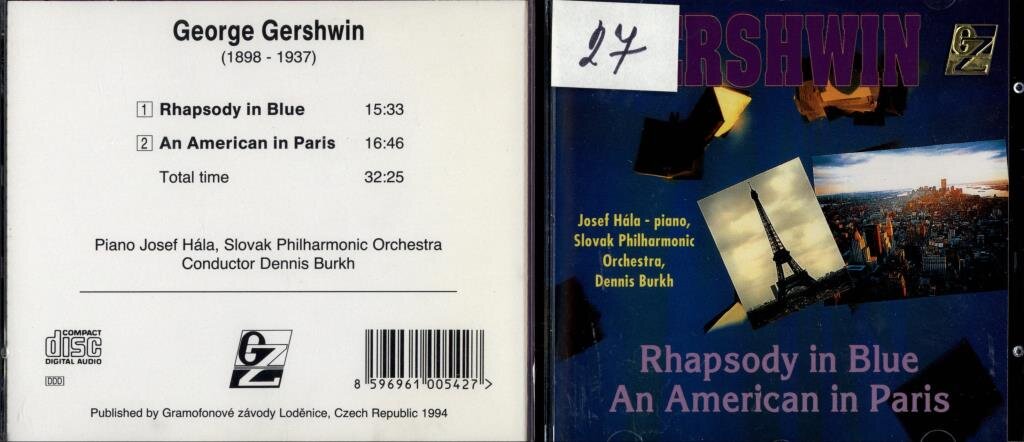 George Gershwin
(1898 - 1937)
1 Rhapsody in Blue 15:33
2 An American in Paris 16:46
Total time 32:25
Piano Josef Hála, Slovak Philharmonic Orchestra
Conductor Dennis Burkh
COMPACT
disc
DIGITAL AUDIO
DDD
GZ
8 596961 005427 >
Published by Gramofonové závody Loděnice, Czech Republic 1994
27
ERSHWIN
GZ
Josef Hála - piano,
Slovak Philharmonic
Orchestra,
Dennis Burkh
Rhapsody in Blue
An American in Paris